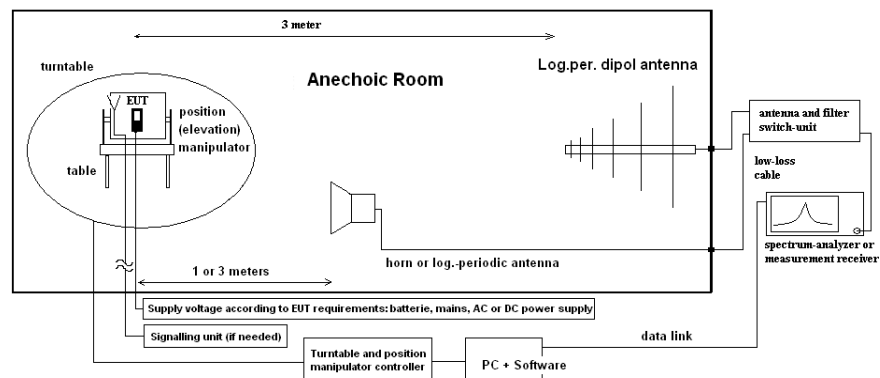 3 meter
turntable
Anechoic Room
Log.per. dipol antenna
EUT
position
(elevation)
manipulator
table
antenna and filter
switch-unit
low-loss
cable
spectrum-analyzer or
measurement receiver
horn or log.-periodic antenna
1 or 3 meters
Supply voltage according to EUT requirements: batterie, mains, AC or DC power supply
Signalling unit (if needed)
data link
Turntable and position
manipulator controller
PC + Software